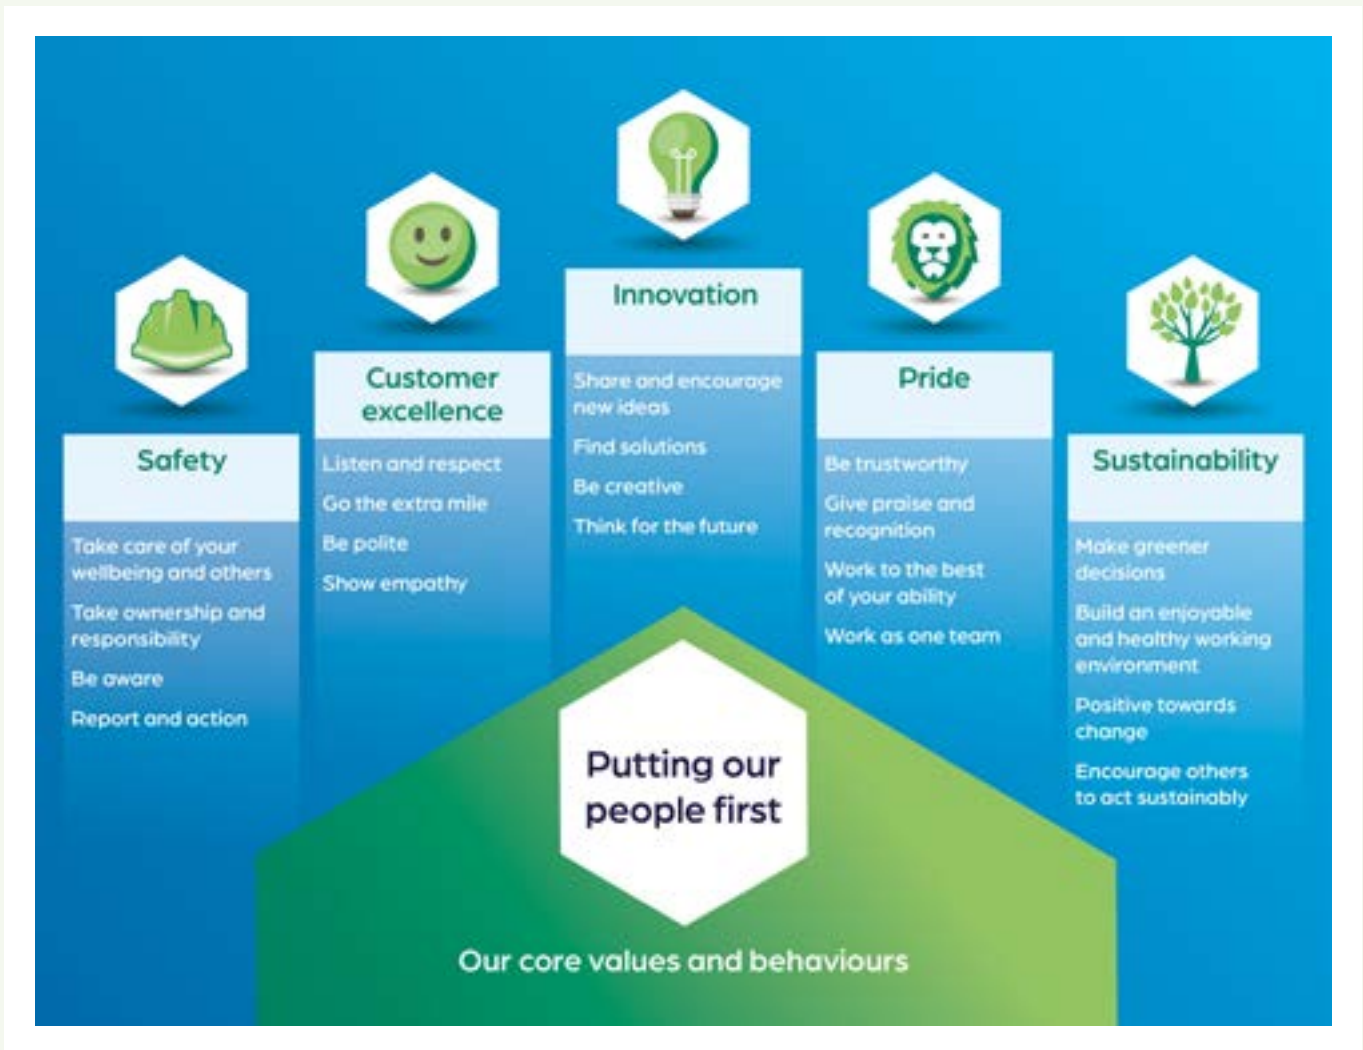 Safety
Take care of your
wellbeing and others
Take ownership and
responsibility
Be aware
Report and action
Customer
excellence
Listen and respect
Go the extra mile
Be polite
Show empathy
Innovation
Share and encourage
new ideas
Find solutions
Be creative
Think for the future
Pride
Be trustworthy
Give praise and
recognition
Work to the best
of your ability
Work as one team
Sustainability
Make greener
decisions
Build an enjoyable
and healthy working
environment
Positive towards
change
Encourage others
to act sustainably
Putting our
people first
Our core values and behaviours